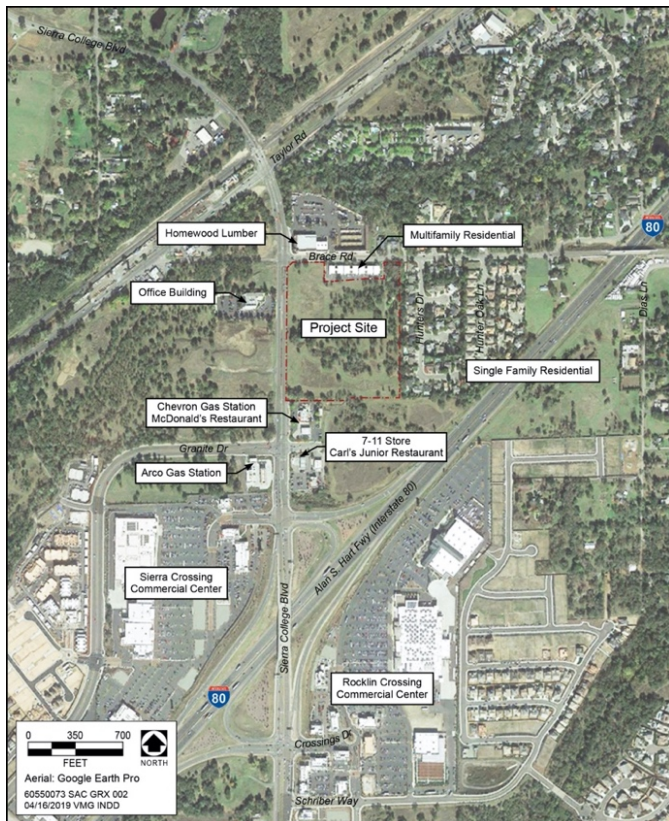 Sierra College Blvd
Taylor Rd
80
Homewood Lumber
Multifamily Residential
Brace Rd
Office Building
Project Site
Hunters Dr
Hunter Oak Ln
Dias Ln
Single Family Residential
Chevron Gas Station
McDonald's Restaurant
7-11 Store
Carl's Junior Restaurant
Granite Dr
Arco Gas Station
Alan S. Hart Fwy (Interstate 80)
Sierra Crossing
Commercial Center
Sierra College Blvd
Rocklin Crossing
Commercial Center
80
Crossings Dr
Schriber Way
0 350 700
FEET
NORTH
Aerial: Google Earth Pro
60550073 SAC GRX 002
04/16/2019 VMG INDD